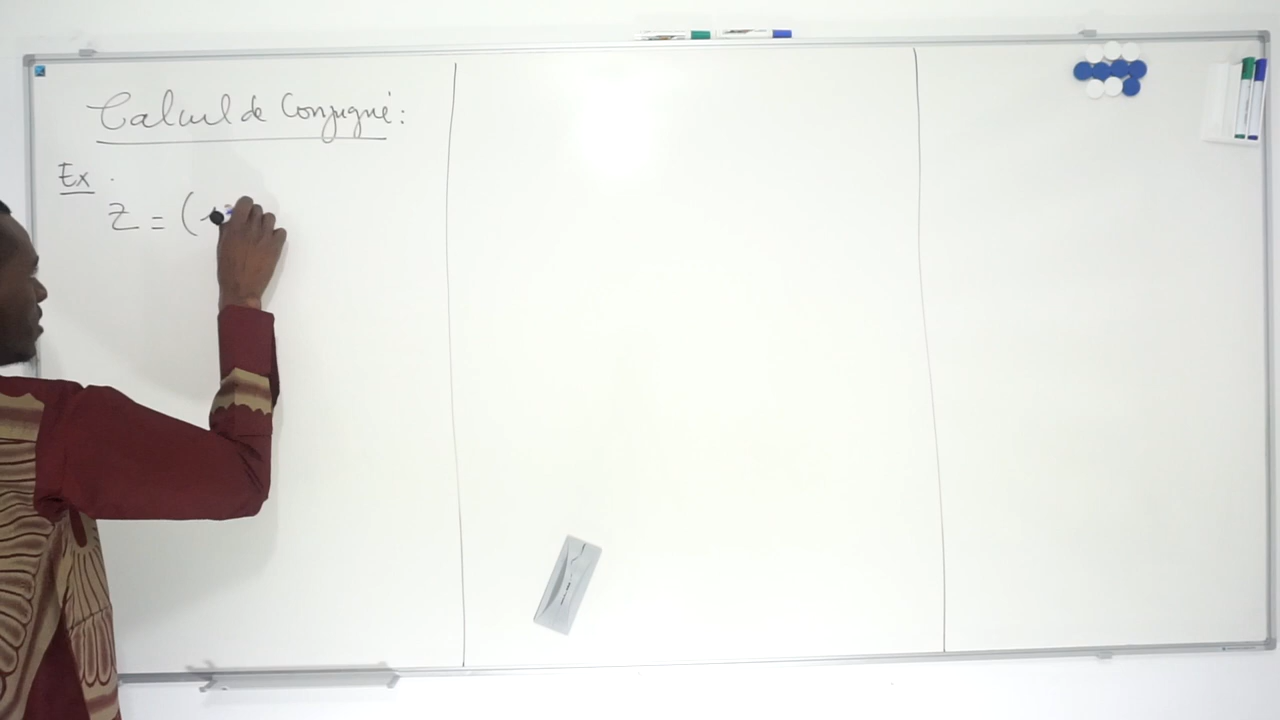 Calcul de Conjugué :
Ex :
Z = (